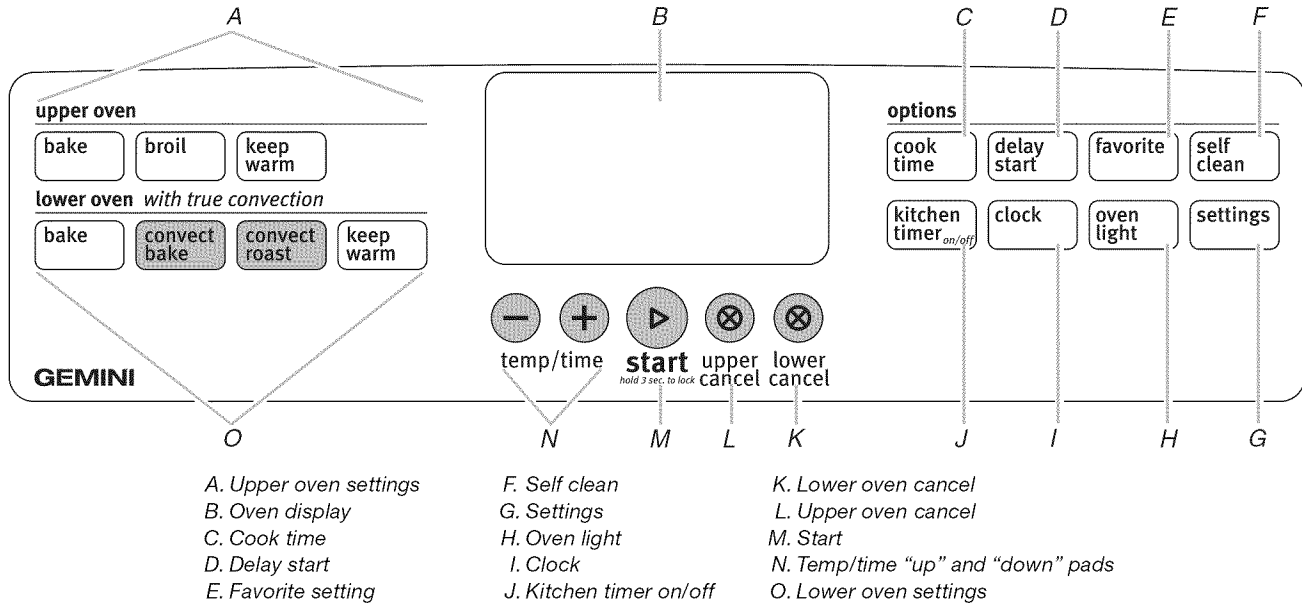 A B C D E F
upper oven
options
bake broil keep warm
cook time delay start favorite self clean
lower oven with true convection
bake convect bake convect roast keep warm
kitchen timer on/off clock oven light settings
temp/time start hold 3 sec. to lock upper cancel lower cancel
GEMINI
O N M L K J I H G
A. Upper oven settings
B. Oven display
C. Cook time
D. Delay start
E. Favorite setting
F. Self clean
G. Settings
H. Oven light
I. Clock
J. Kitchen timer on/off
K. Lower oven cancel
L. Upper oven cancel
M. Start
N. Temp/time “up” and “down” pads
O. Lower oven settings